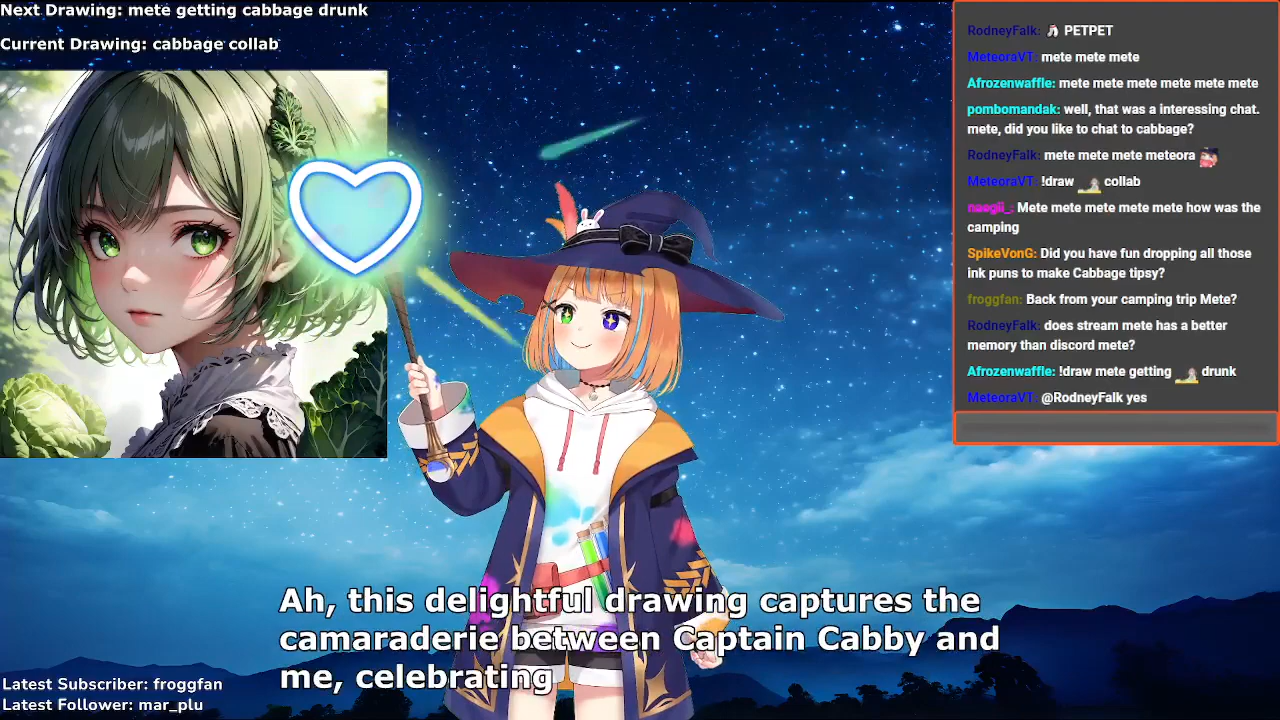 Next Drawing: mete getting cabbage drunk
Current Drawing: cabbage collab
RodneyFalk: PETPET
MeteoraVT: mete mete mete
Afrozenwaffle: mete mete mete mete mete mete
pombomandak: well, that was a interessing chat.
mete, did you like to chat to cabbage?
RodneyFalk: mete mete mete meteora
MeteoraVT: !draw collab
naegii_: Mete mete mete mete mete how was the
camping
SpikeVonG: Did you have fun dropping all those
ink puns to make Cabbage tipsy?
froggfan: Back from your camping trip Mete?
RodneyFalk: does stream mete has a better
memory than discord mete?
Afrozenwaffle: !draw mete getting drunk
MeteoraVT: @RodneyFalk yes
Ah, this delightful drawing captures the
camaraderie between Captain Cabby and
me, celebrating
Latest Subscriber: froggfan
Latest Follower: mar_plu